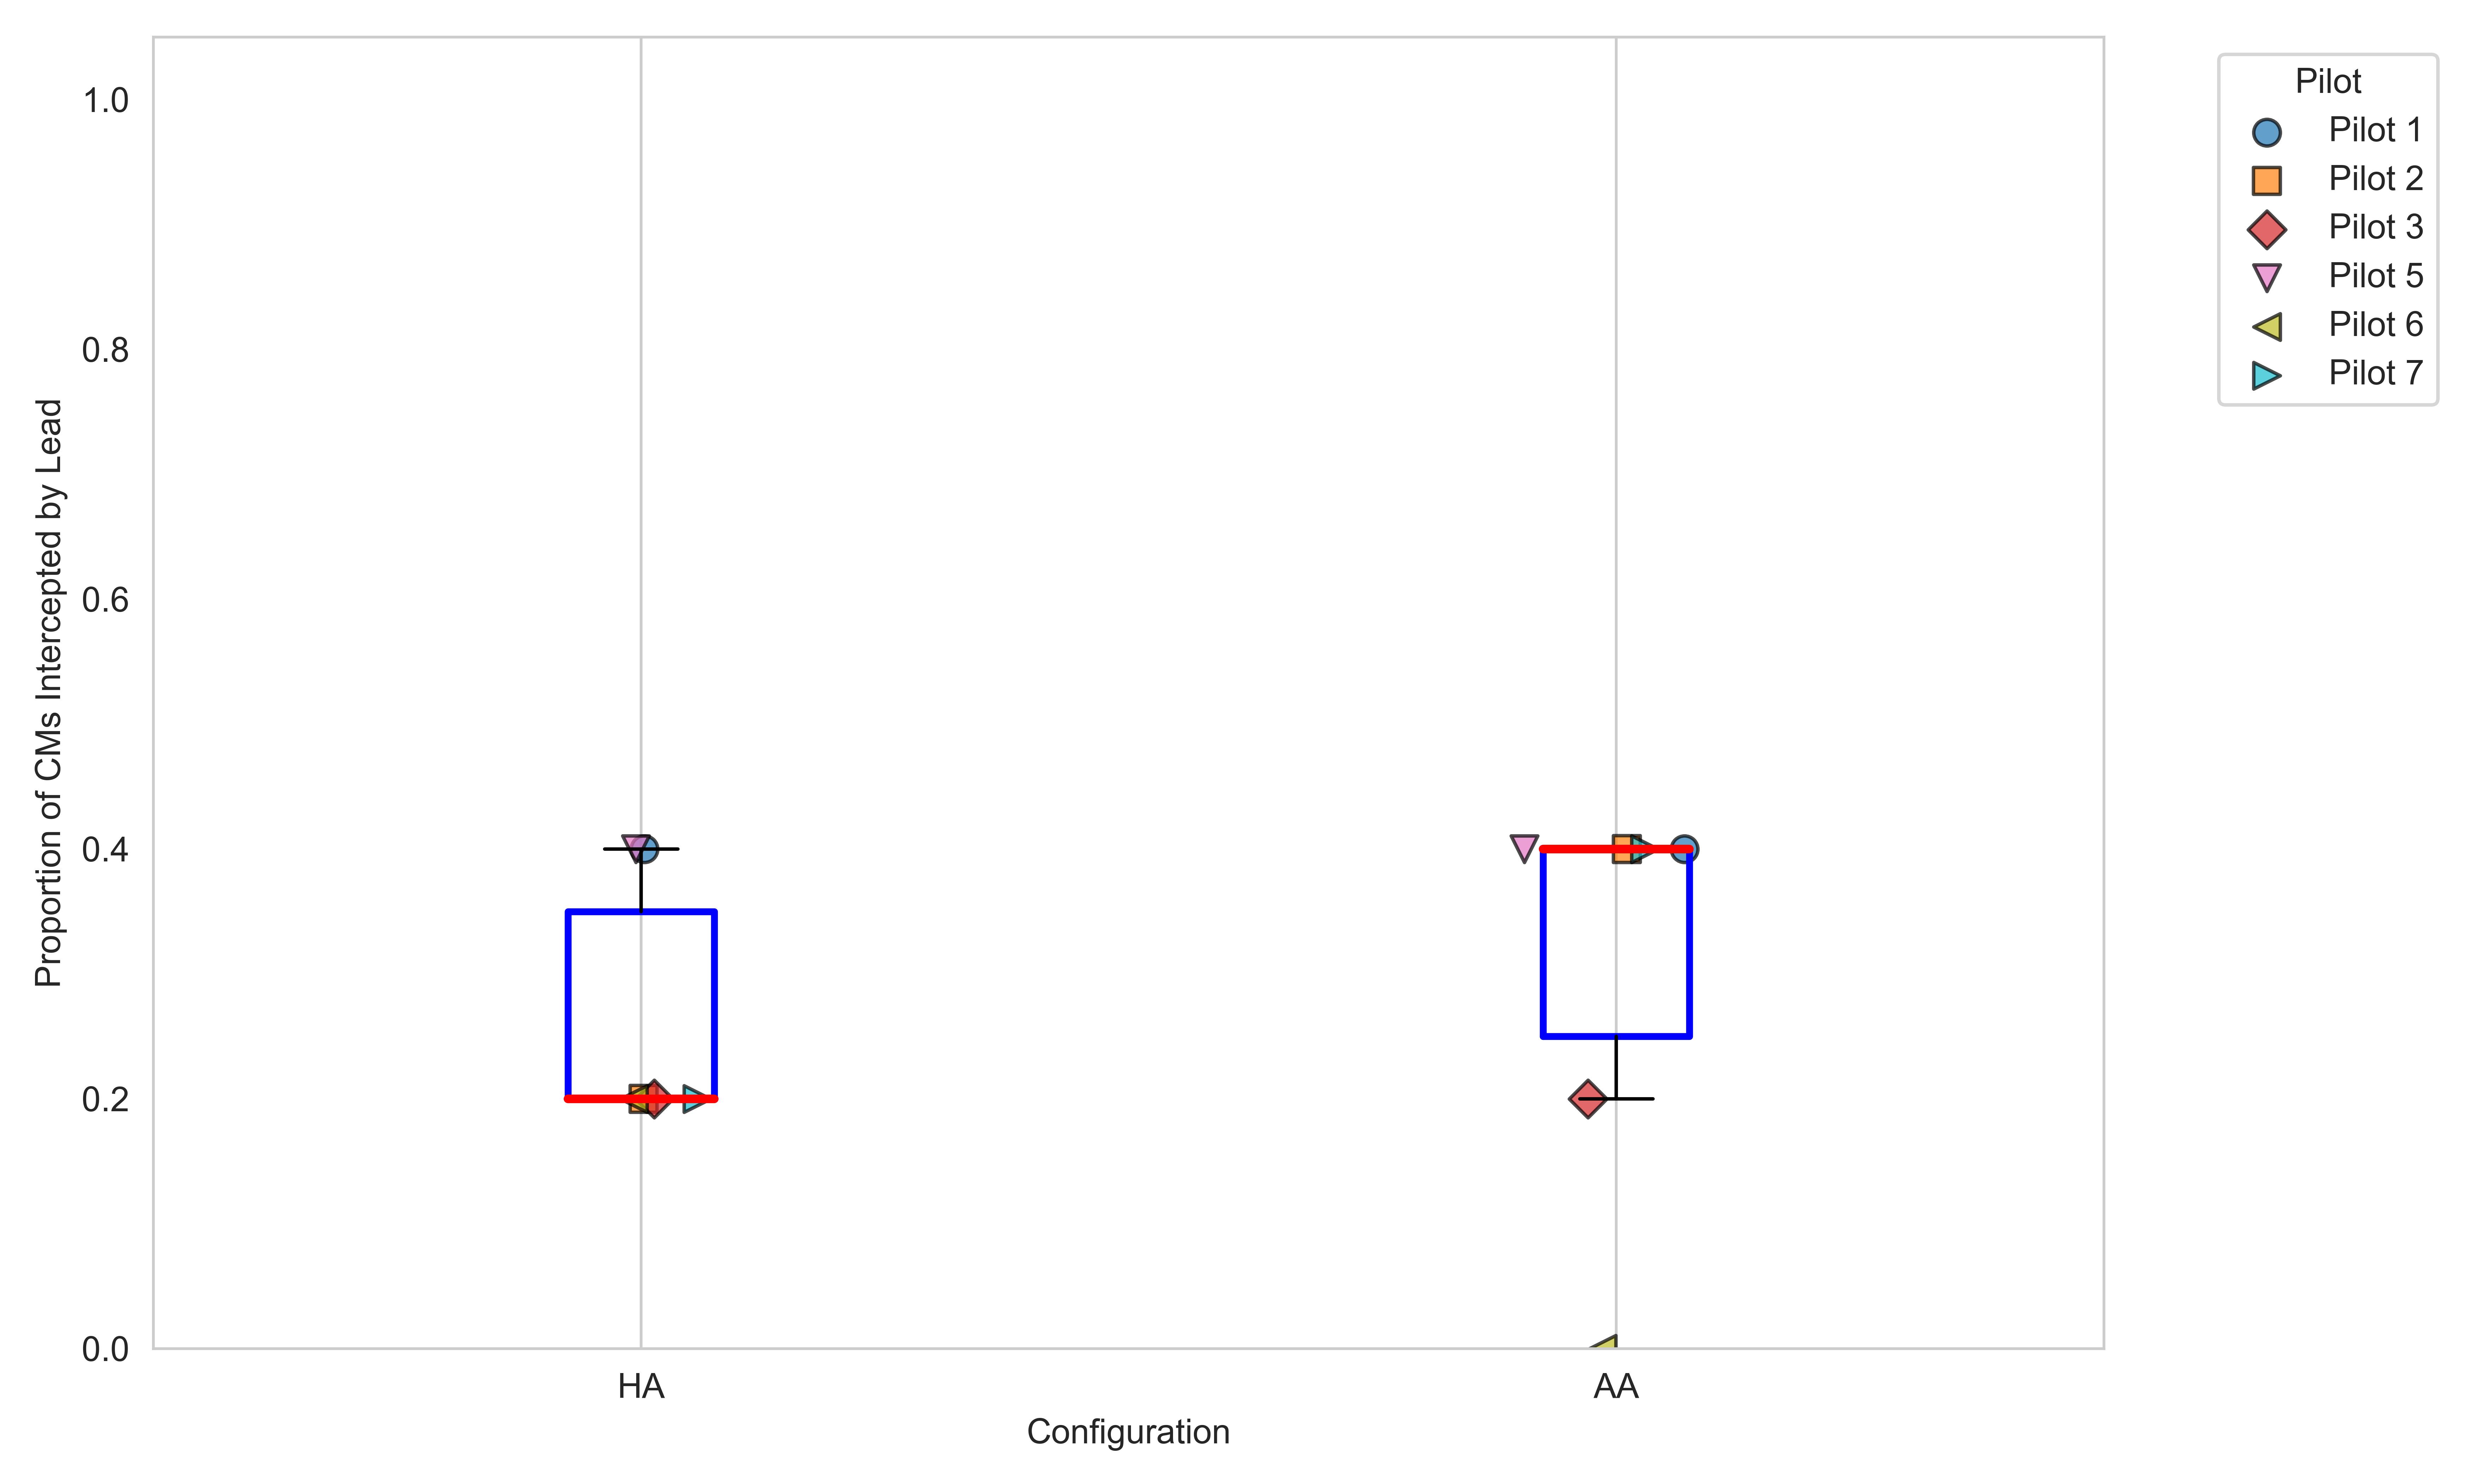 Proportion of CMs Intercepted by Lead
1.0
0.8
0.6
0.4
0.2
0.0
HA
AA
Configuration
Pilot
Pilot 1
Pilot 2
Pilot 3
Pilot 5
Pilot 6
Pilot 7